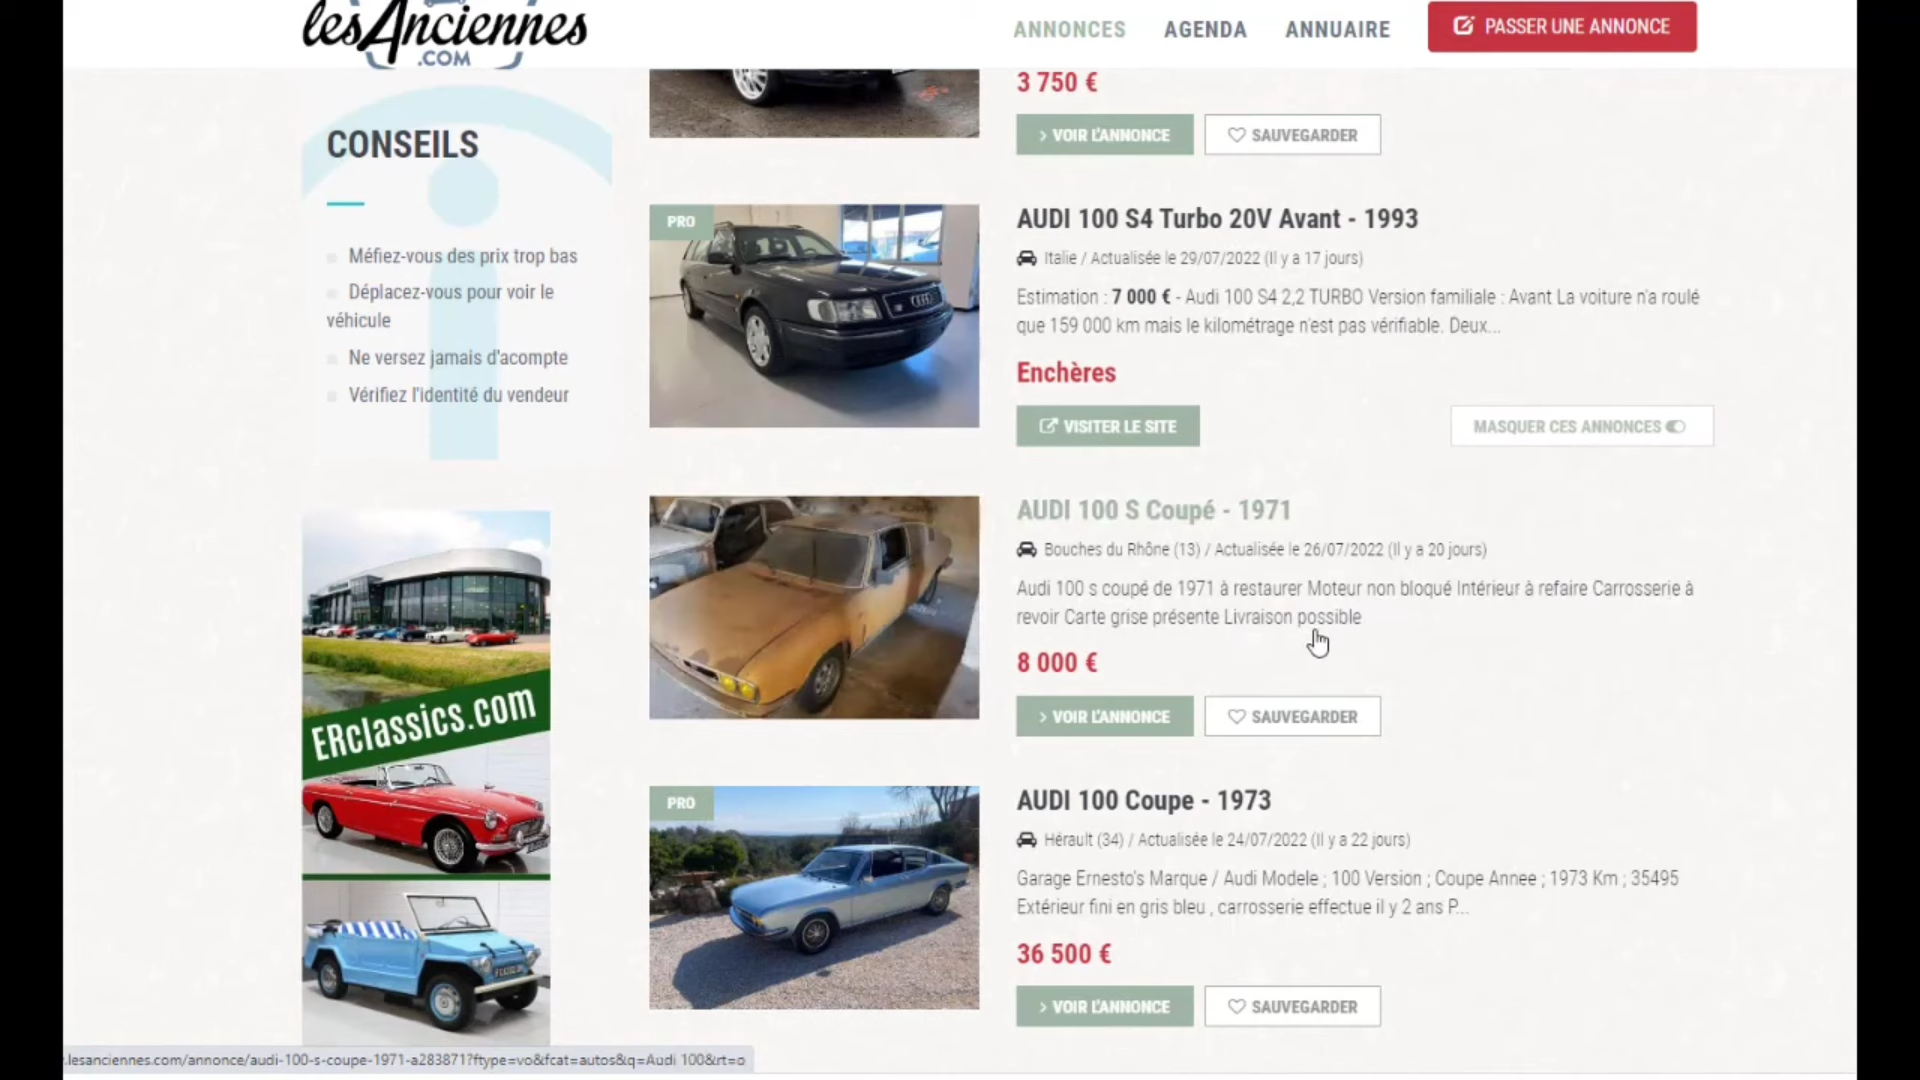 lesAnciennes
.COM
ANNONCES
AGENDA
ANNUAIRE
PASSER UNE ANNONCE
CONSEILS
Méfiez-vous des prix trop bas
Déplacez-vous pour voir le
véhicule
Ne versez jamais d'acompte
Vérifiez l'identité du vendeur
ERclassics.com
3 750 €
> VOIR L'ANNONCE
SAUVEGARDER
PRO
AUDI 100 S4 Turbo 20V Avant - 1993
Italie / Actualisée le 29/07/2022 (Il y a 17 jours)
Estimation : 7 000 € - Audi 100 S4 2,2 TURBO Version familiale : Avant La voiture n'a roulé
que 159 000 km mais le kilométrage n'est pas vérifiable. Deux...
Enchères
VISITER LE SITE
MASQUER CES ANNONCES
AUDI 100 S Coupé - 1971
Bouches du Rhône (13) / Actualisée le 26/07/2022 (Il y a 20 jours)
Audi 100 s coupé de 1971 à restaurer Moteur non bloqué Intérieur à refaire Carrosserie à
revoir Carte grise présente Livraison possible
8 000 €
> VOIR L'ANNONCE
SAUVEGARDER
PRO
AUDI 100 Coupe - 1973
Hérault (34) / Actualisée le 24/07/2022 (Il y a 22 jours)
Garage Ernesto's Marque / Audi Modele ; 100 Version ; Coupe Annee ; 1973 Km ; 35495
Extérieur fini en gris bleu , carrosserie effectue il y 2 ans P...
36 500 €
> VOIR L'ANNONCE
SAUVEGARDER
.lesanciennes.com/annonce/audi-100-s-coupe-1971-a283871?ftype=vo&fcat=autos&q=Audi 100&rt=o